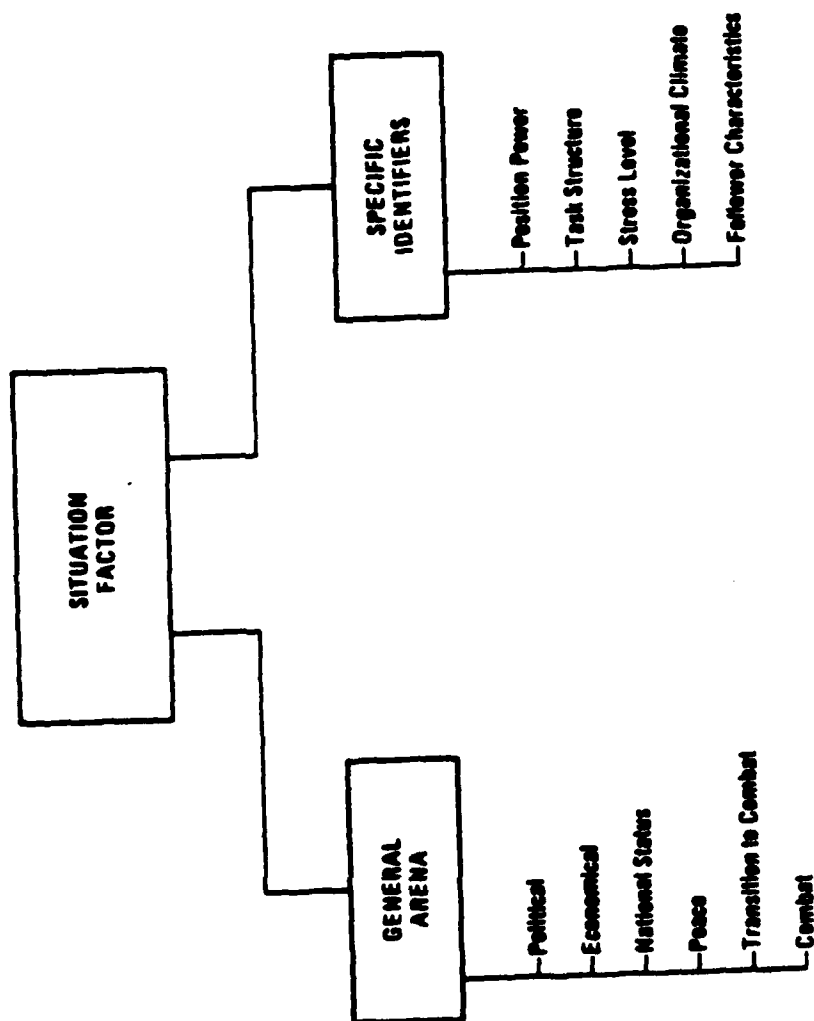 SITUATION
FACTOR
GENERAL
ARENA
Political
Economical
National Status
Peace
Transition to Combat
Combat
SPECIFIC
IDENTIFIERS
Position Power
Task Structure
Stress Level
Organizational Climate
Follower Characteristics